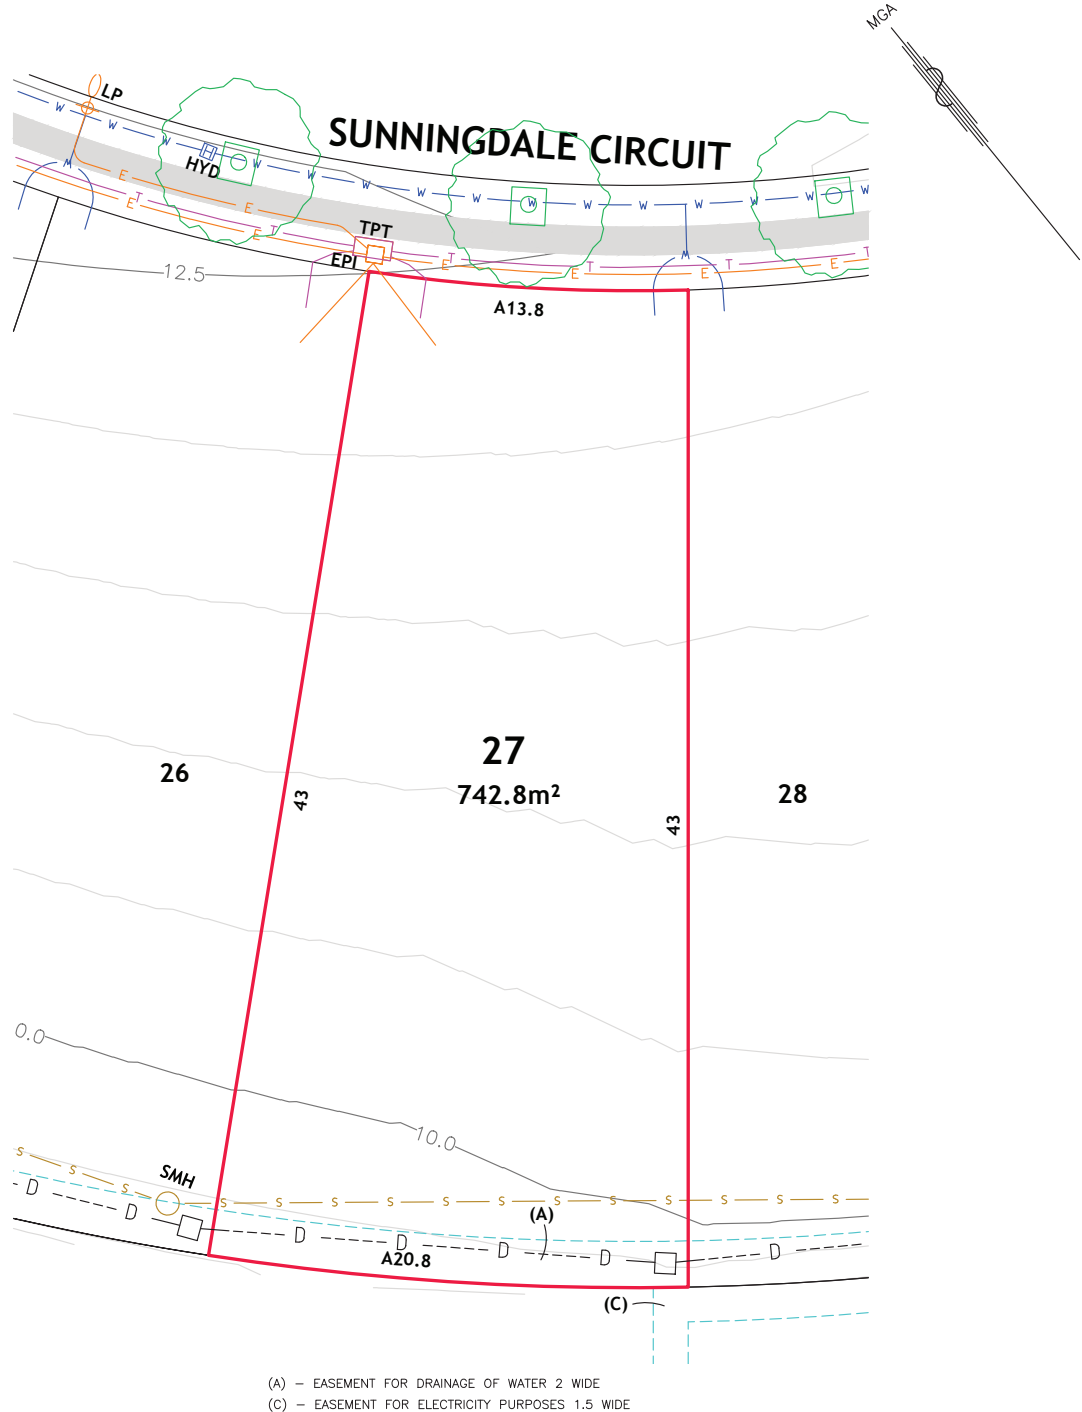 MGA
LP
SUNNINGDALE CIRCUIT
HYD
TPT
EPI
12.5
A13.8
27
742.8m²
26
28
43
43
0.0
10.0
SMH
(A)
A20.8
(C)
(A) – EASEMENT FOR DRAINAGE OF WATER 2 WIDE
(C) – EASEMENT FOR ELECTRICITY PURPOSES 1.5 WIDE
W W W W W W W W W W W W W W
H
M M
E E E E E E E E
T T T T T T
S S S S S S S S S S S S S S S
D D D D D D D